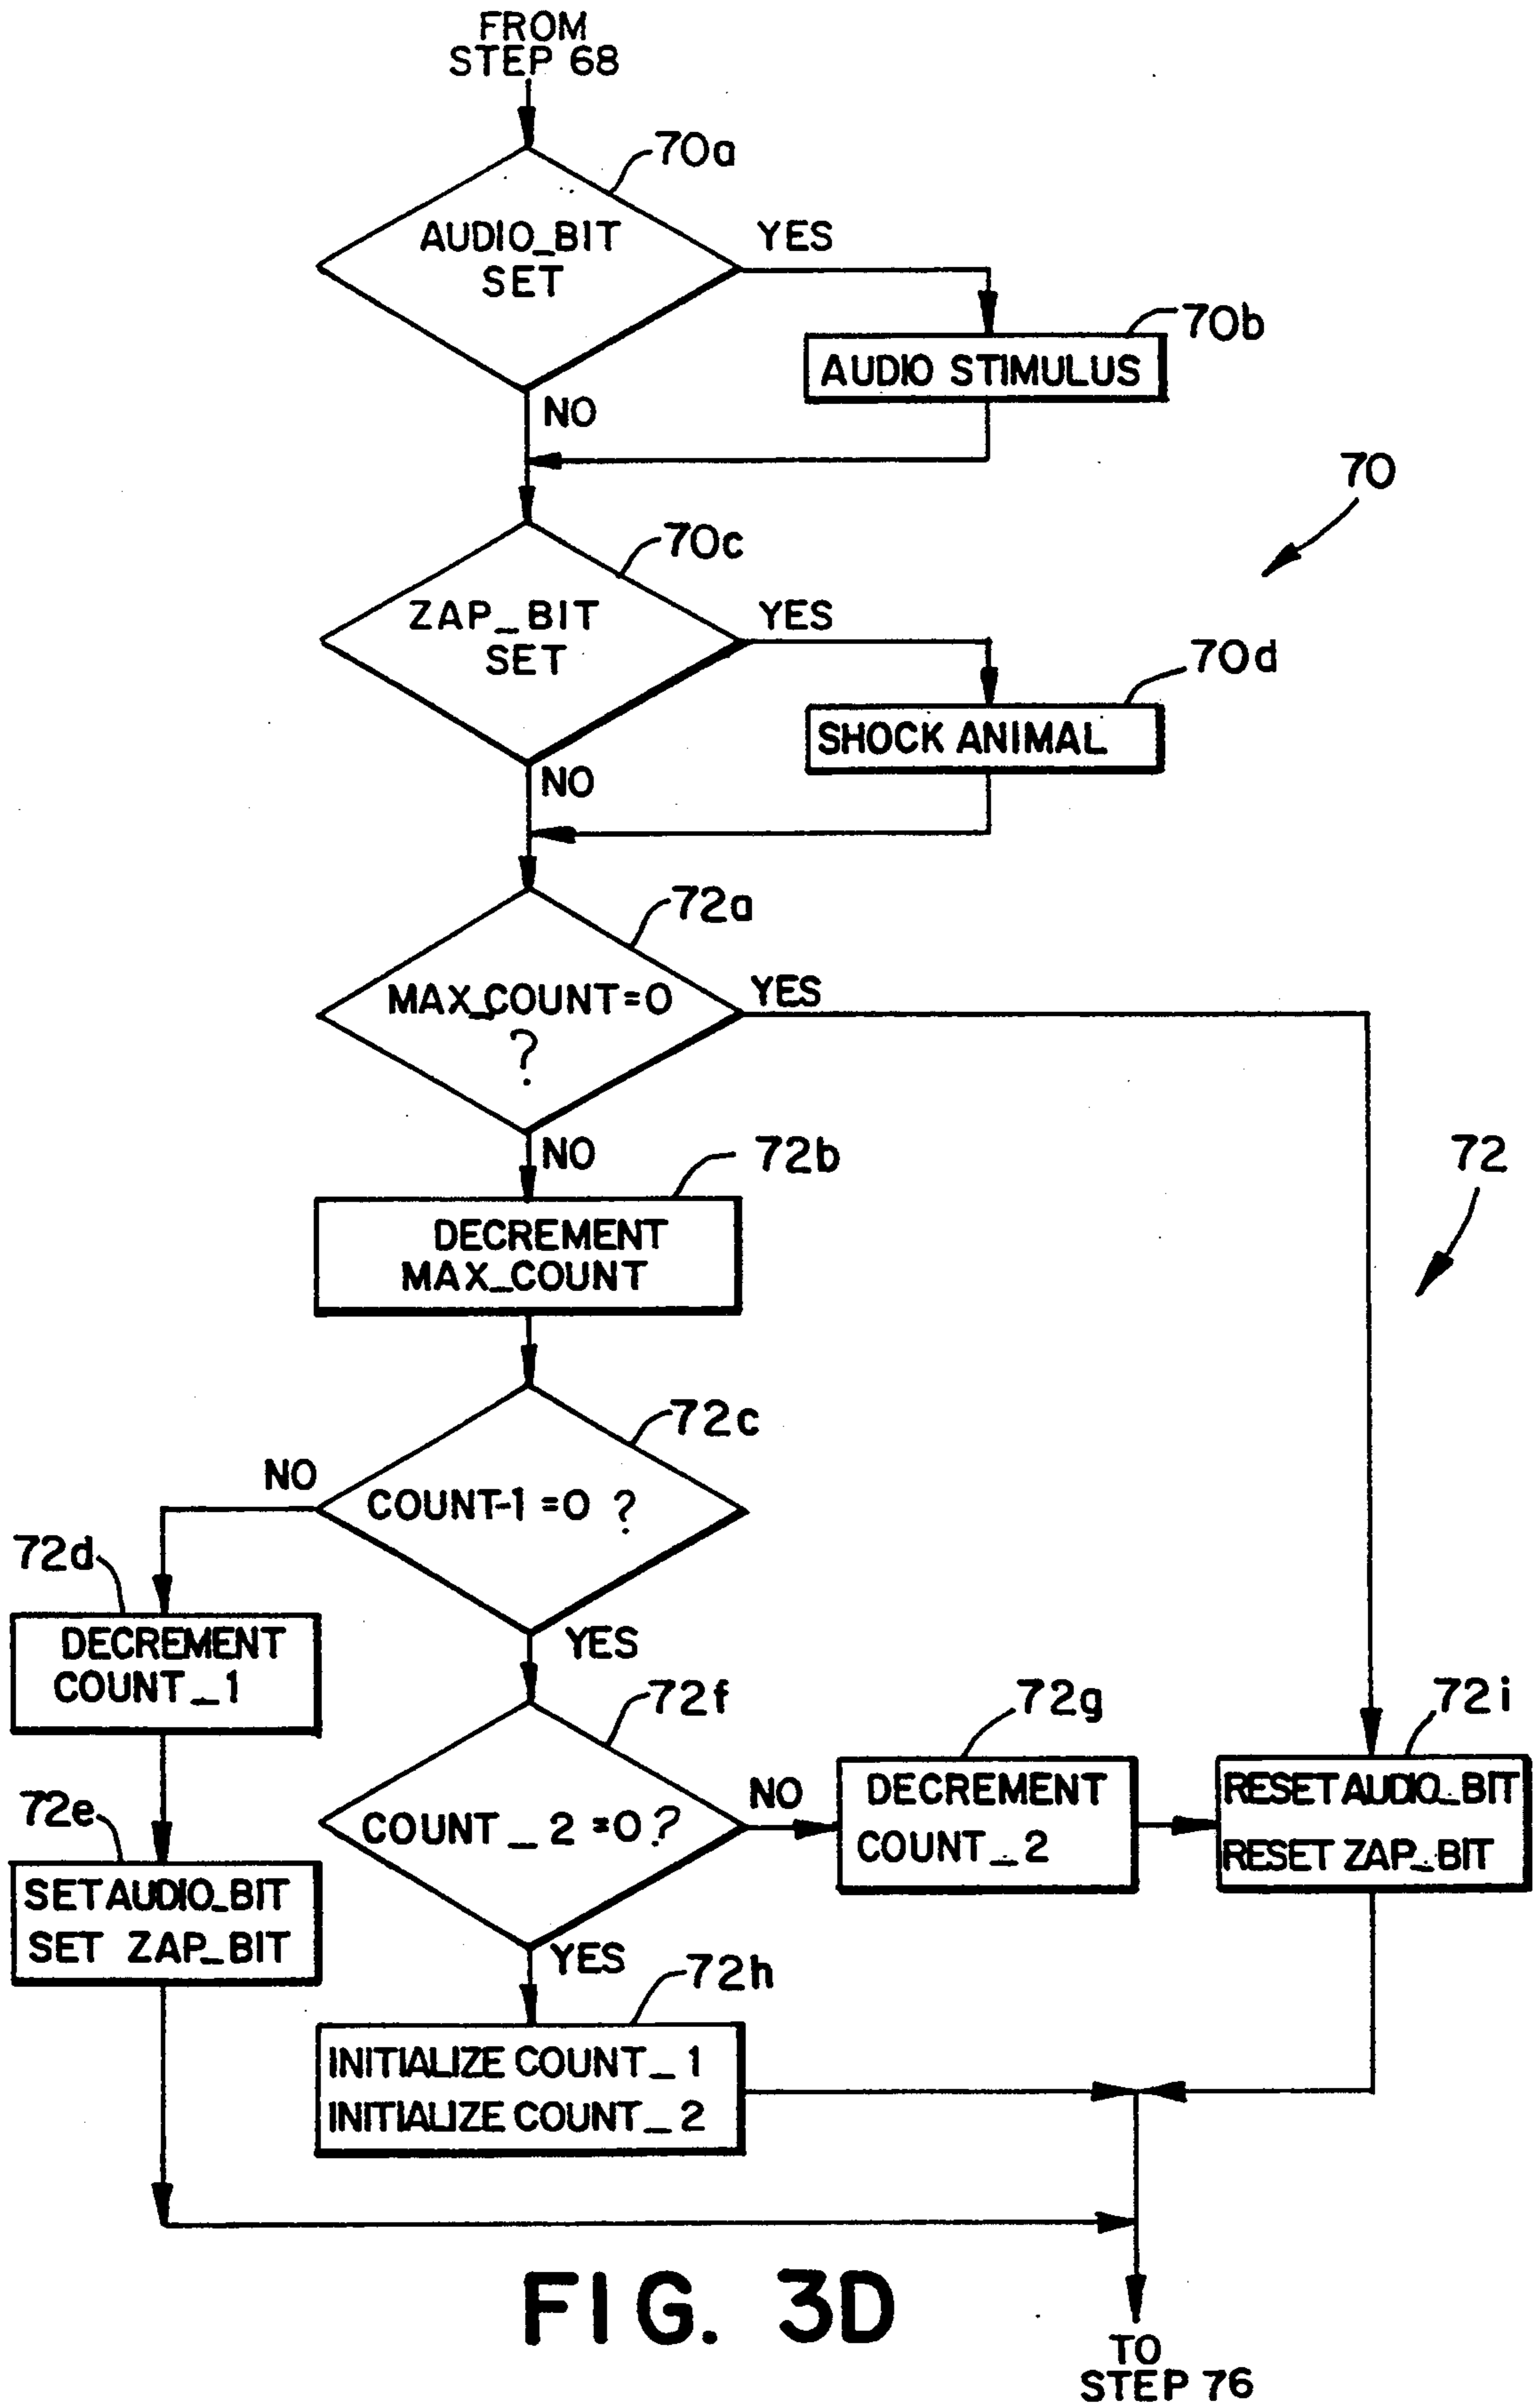 FROM
STEP 68
70a
AUDIO_BIT
SET
YES
70b
AUDIO STIMULUS
NO
70
70c
ZAP_BIT
SET
YES
70d
SHOCK ANIMAL
NO
72a
MAX_COUNT=0
?
YES
NO
72b
DECREMENT
MAX_COUNT
72
72c
COUNT-1=0 ?
NO
72d
DECREMENT
COUNT_1
YES
72e
SET AUDIO_BIT
SET ZAP_BIT
72f
COUNT_2=0?
NO
72g
DECREMENT
COUNT_2
72i
RESET AUDIO_BIT
RESET ZAP_BIT
YES
72h
INITIALIZE COUNT_1
INITIALIZE COUNT_2
FIG. 3D
TO
STEP 76